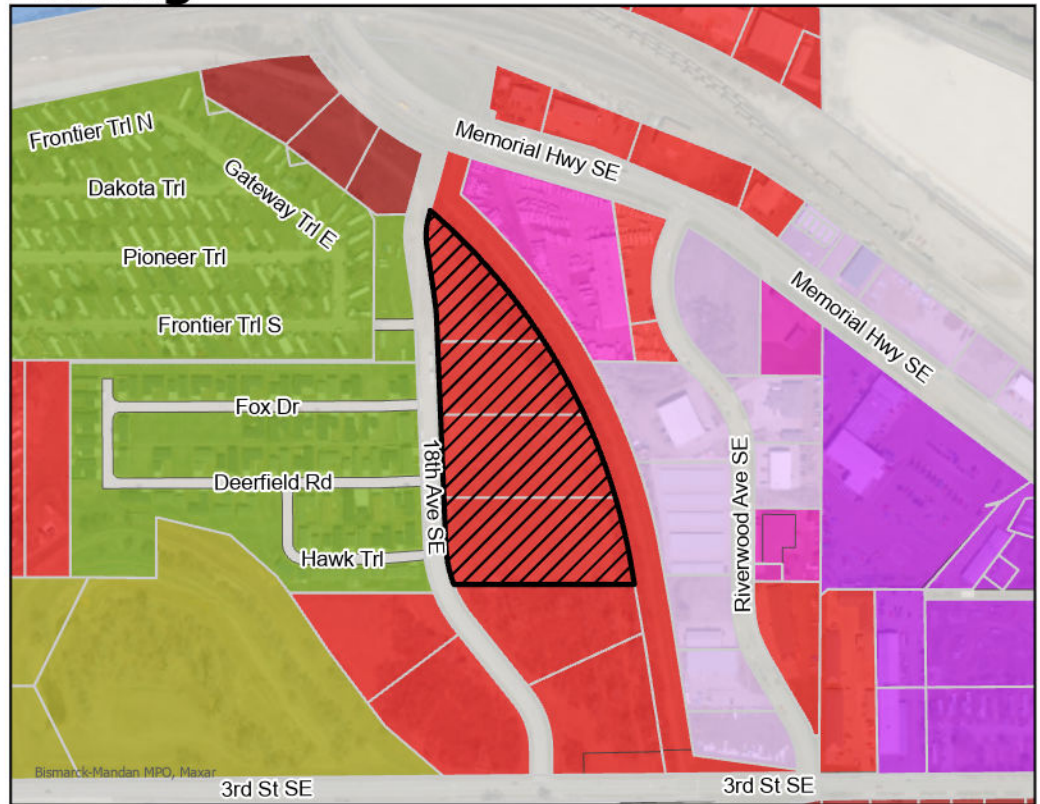 Frontier Trl N
Memorial Hwy SE
Dakota Trl
Gateway Trl E
Pioneer Trl
Memorial Hwy SE
Frontier Trl S
Fox Dr
18th Ave SE
Deerfield Rd
Riverwood Ave SE
Hawk Trl
Bismarck-Mandan MPO, Maxar
3rd St SE
3rd St SE